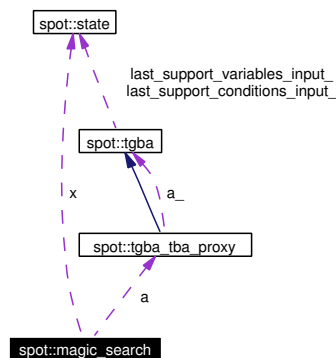 spot::state
last_support_variables_input_
last_support_conditions_input_
spot::tgba
x
a_
spot::tgba_tba_proxy
a
spot::magic_search